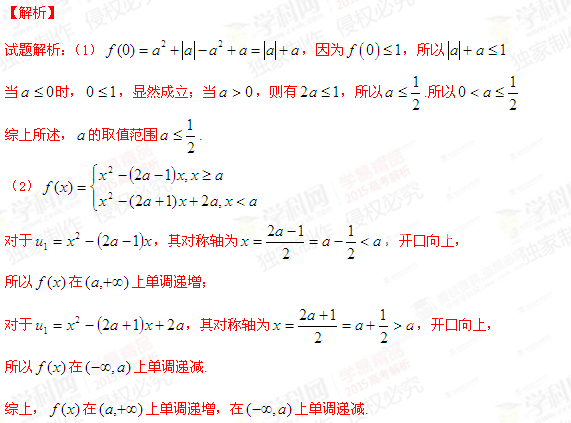 【解析】
试题解析：（1） f(0)=a²+|a|-a²+a=|a|+a，因为 f(0)≤1，所以|a|+a≤1
当 a≤0时，0≤1，显然成立；当 a>0，则有 2a≤1，所以 a≤1/2.所以0<a≤1/2
综上所述，a 的取值范围 a≤1/2.
（2） f(x)={x²-(2a-1)x,x≥a
x²-(2a+1)x+2a,x<a
对于 u₁=x²-(2a-1)x，其对称轴为 x=(2a-1)/2=a-1/2<a，开口向上，
所以 f(x) 在 (a,+∞) 上单调递增；
对于 u₁=x²-(2a+1)x+2a，其对称轴为 x=(2a+1)/2=a+1/2>a，开口向上，
所以 f(x) 在 (-∞,a) 上单调递减.
综上，f(x) 在 (a,+∞) 上单调递增，在 (-∞,a) 上单调递减.